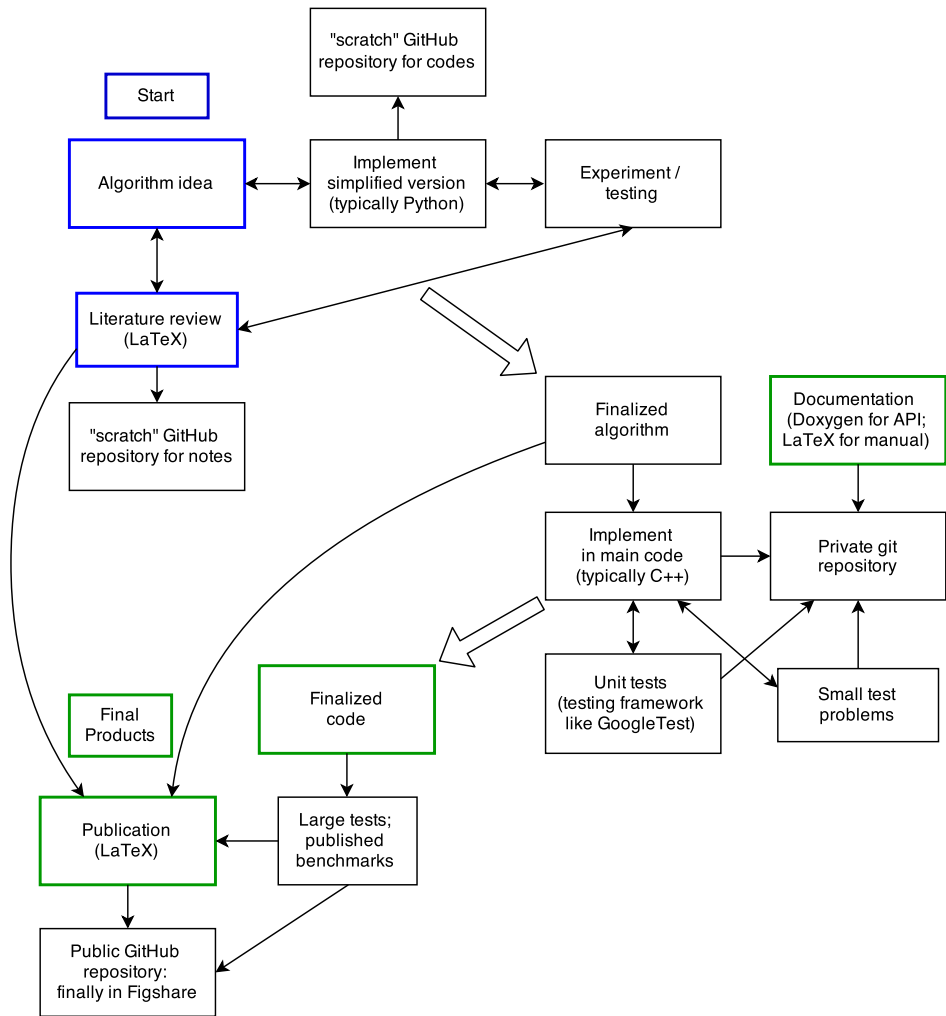 "scratch" GitHub
repository for codes
Start
Algorithm idea
Implement
simplified version
(typically Python)
Experiment /
testing
Literature review
(LaTeX)
"scratch" GitHub
repository for notes
Finalized
algorithm
Documentation
(Doxygen for API;
LaTeX for manual)
Implement
in main code
(typically C++)
Private git
repository
Unit tests
(testing framework
like GoogleTest)
Small test
problems
Finalized
code
Final
Products
Publication
(LaTeX)
Large tests;
published
benchmarks
Public GitHub
repository:
finally in Figshare